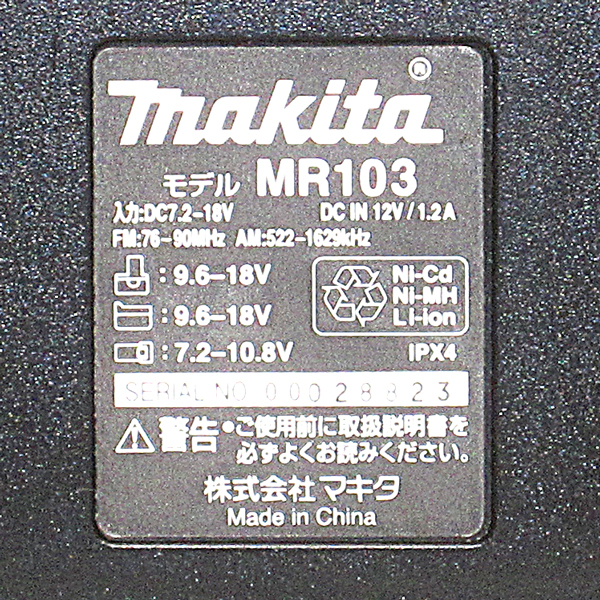 makita®
モデル MR103
入力:DC7.2-18V DC IN 12V/1.2A
FM:76-90MHz AM:522-1629kHz
:9.6-18V
:9.6-18V
:7.2-10.8V
Ni-Cd
Ni-MH
Li-ion
IPX4
SERIAL NO. 00028823
警告 •ご使用前に取扱説明書を
必ずよくお読みください。
株式会社 マキタ
Made in China